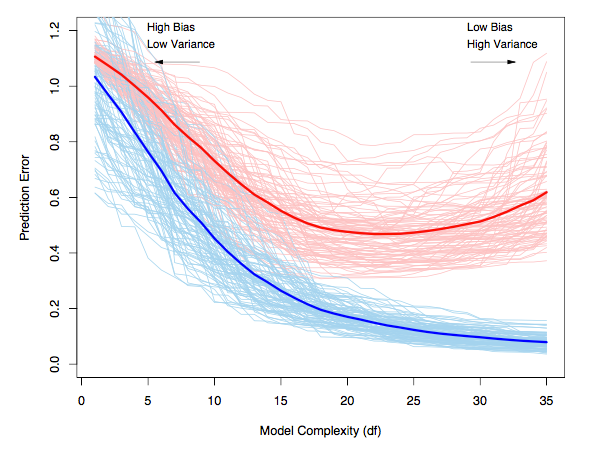 High Bias
Low Variance
Low Bias
High Variance
Prediction Error
0.0
0.2
0.4
0.6
0.8
1.0
1.2
0
5
10
15
20
25
30
35
Model Complexity (df)